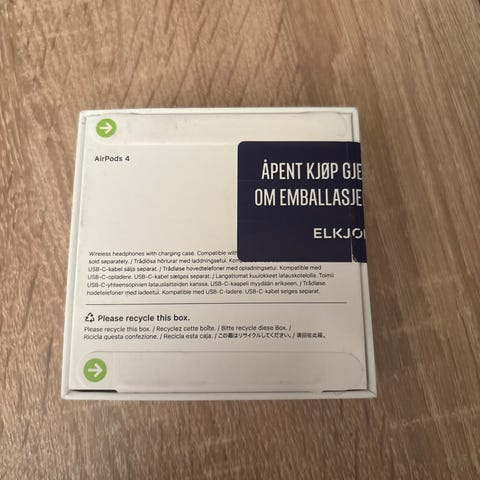 AirPods 4
ÅPENT KJØP GJE
OM EMBALLASJE
ELKJØ
Wireless headphones with charging case. Compatible with
sold separately. / Trådlösa hörlurar med laddningsetui. Kom
USB-C-kabel säljs separat. / Trådløse hovedtelefoner med opladningsetui. Kompatibel med
USB-C-opladere. USB-C-kabel sælges separat. / Langattomat kuulokkeet latauskotelolla. Toimii
USB-C-yhteensopivien latauslaitteiden kanssa. USB-C-kaapeli myydään erikseen. / Trådløse
hodetelefoner med ladeetui. Kompatibel med USB-C-ladere. USB-C-kabel selges separat.
Please recycle this box.
Please recycle this box. / Recyclez cette boîte. / Bitte recycle diese Box. /
Ricicla questa confezione. / Recicla esta caja. / この箱はリサイクルしてください。/ 请回收此箱。